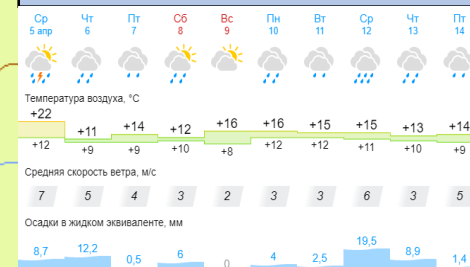 Ср Чт Пт Сб Вс Пн Вт Ср Чт Пт
5 апр 6 7 8 9 10 11 12 13 14
Температура воздуха, °C
+22 +11 +14 +12 +16 +16 +15 +15 +13 +14
+12 +9 +9 +10 +8 +12 +12 +11 +10 +9
Средняя скорость ветра, м/с
7 5 4 3 2 3 3 6 3 5
Осадки в жидком эквиваленте, мм
8,7 12,2 0,5 6 0 4 2,5 19,5 8,9 1,4